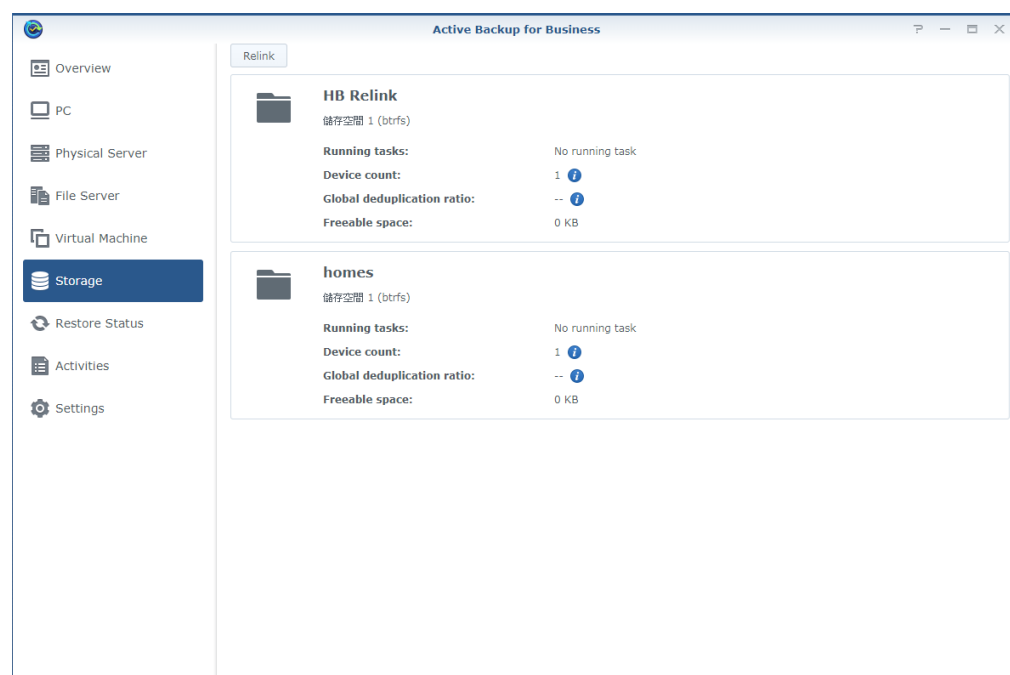 Active Backup for Business
Overview
PC
Physical Server
File Server
Virtual Machine
Storage
Restore Status
Activities
Settings
Relink
HB Relink
儲存空間 1 (btrfs)
Running tasks: No running task
Device count: 1
Global deduplication ratio: --
Freeable space: 0 KB
homes
儲存空間 1 (btrfs)
Running tasks: No running task
Device count: 1
Global deduplication ratio: --
Freeable space: 0 KB